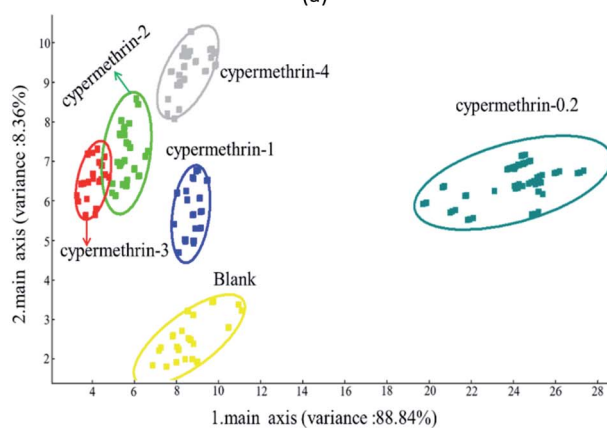 (a)
cypermethrin-2
cypermethrin-4
cypermethrin-0.2
cypermethrin-1
cypermethrin-3
Blank
2.main axis (variance :8.36%)
10
9
8
7
6
5
4
3
2
4 6 8 10 12 14 16 18 20 22 24 26 28
1.main axis (variance :88.84%)